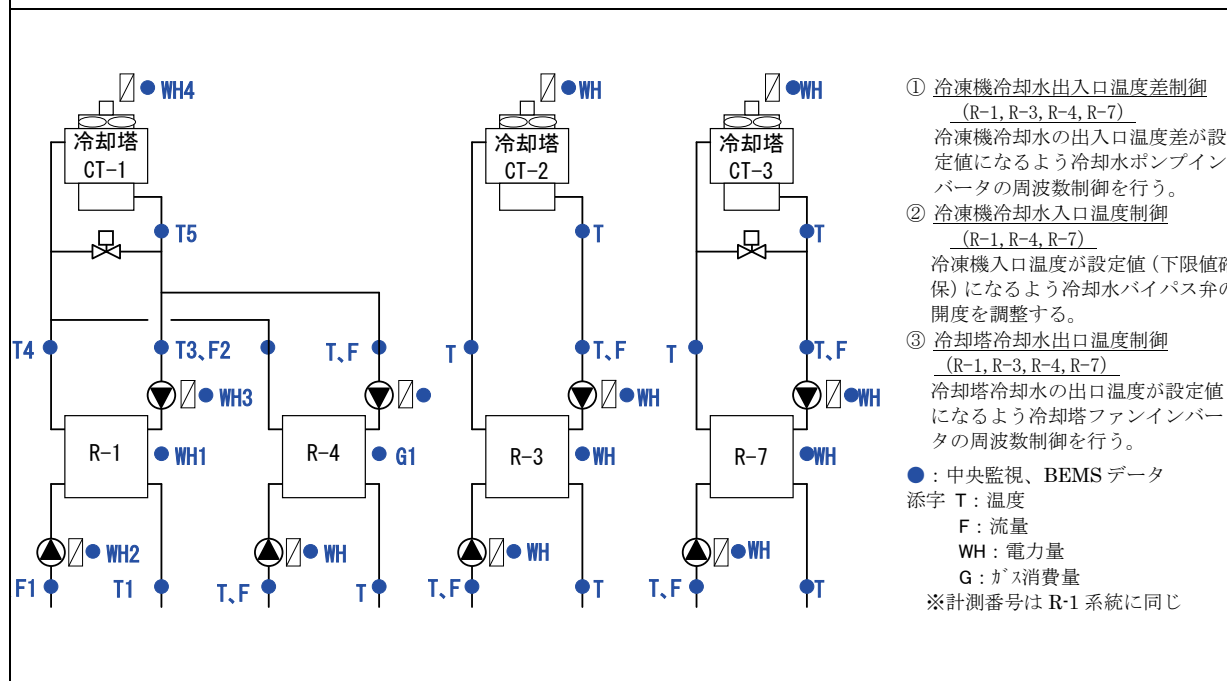 WH4
WH
WH
冷却塔
CT-1
冷却塔
CT-2
冷却塔
CT-3
T5
T
T
T4
T3、F2
T、F
T
T、F
T
T、F
WH3
WH
WH
R-1
WH1
R-4
G1
R-3
WH
R-7
WH
WH2
WH
WH
WH
F1
T1
T、F
T
T、F
T
T、F
T
① 冷凍機冷却水出入口温度差制御
(R-1,R-3,R-4,R-7)
冷凍機冷却水の出入口温度差が設
定値になるよう冷却水ポンプイン
バータの周波数制御を行う。
② 冷凍機冷却水入口温度制御
(R-1,R-4,R-7)
冷凍機入口温度が設定値(下限値確
保)になるよう冷却水バイパス弁の
開度を調整する。
③ 冷却塔冷却水出口温度制御
(R-1,R-3,R-4,R-7)
冷却塔冷却水の出口温度が設定値
になるよう冷却塔ファンインバー
タの周波数制御を行う。
●:中央監視、BEMS データ
添字 T:温度
F:流量
WH:電力量
G:ガス消費量
※計測番号は R-1 系統に同じ